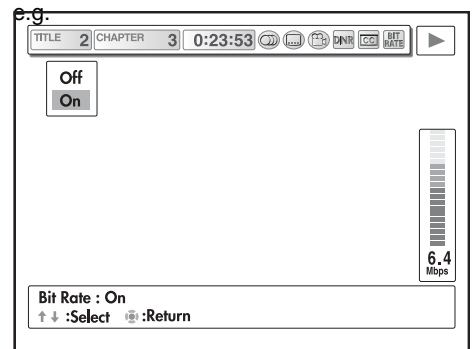 e.g.
TITLE 2 CHAPTER 3 0:23:53 DNR CC BIT RATE
Off
On
6.4
Mbps
Bit Rate : On
↑↓ :Select :Return